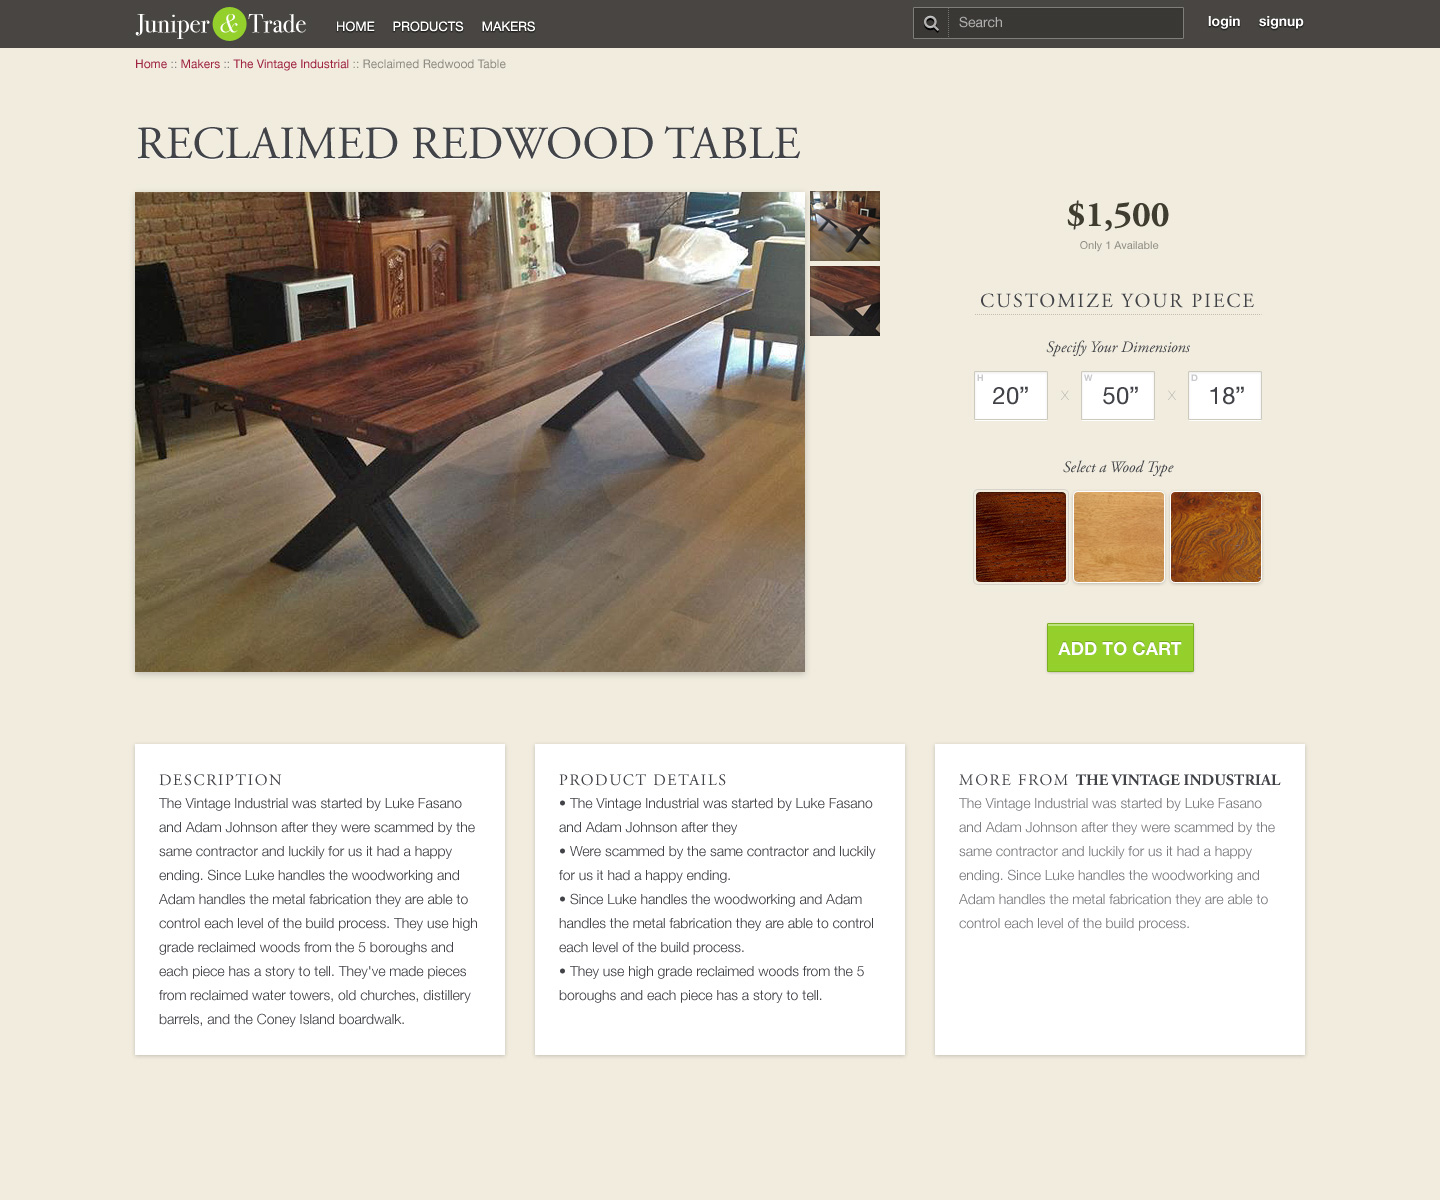 Juniper & Trade HOME PRODUCTS MAKERS Search login signup
Home :: Makers :: The Vintage Industrial :: Reclaimed Redwood Table
RECLAIMED REDWOOD TABLE
$1,500
Only 1 Available
CUSTOMIZE YOUR PIECE
Specify Your Dimensions
H 20” x W 50” x D 18”
Select a Wood Type
ADD TO CART
DESCRIPTION
The Vintage Industrial was started by Luke Fasano
and Adam Johnson after they were scammed by the
same contractor and luckily for us it had a happy
ending. Since Luke handles the woodworking and
Adam handles the metal fabrication they are able to
control each level of the build process. They use high
grade reclaimed woods from the 5 boroughs and
each piece has a story to tell. They've made pieces
from reclaimed water towers, old churches, distillery
barrels, and the Coney Island boardwalk.
PRODUCT DETAILS
• The Vintage Industrial was started by Luke Fasano
and Adam Johnson after they
• Were scammed by the same contractor and luckily
for us it had a happy ending.
• Since Luke handles the woodworking and Adam
handles the metal fabrication they are able to control
each level of the build process.
• They use high grade reclaimed woods from the 5
boroughs and each piece has a story to tell.
MORE FROM THE VINTAGE INDUSTRIAL
The Vintage Industrial was started by Luke Fasano
and Adam Johnson after they were scammed by the
same contractor and luckily for us it had a happy
ending. Since Luke handles the woodworking and
Adam handles the metal fabrication they are able to
control each level of the build process.